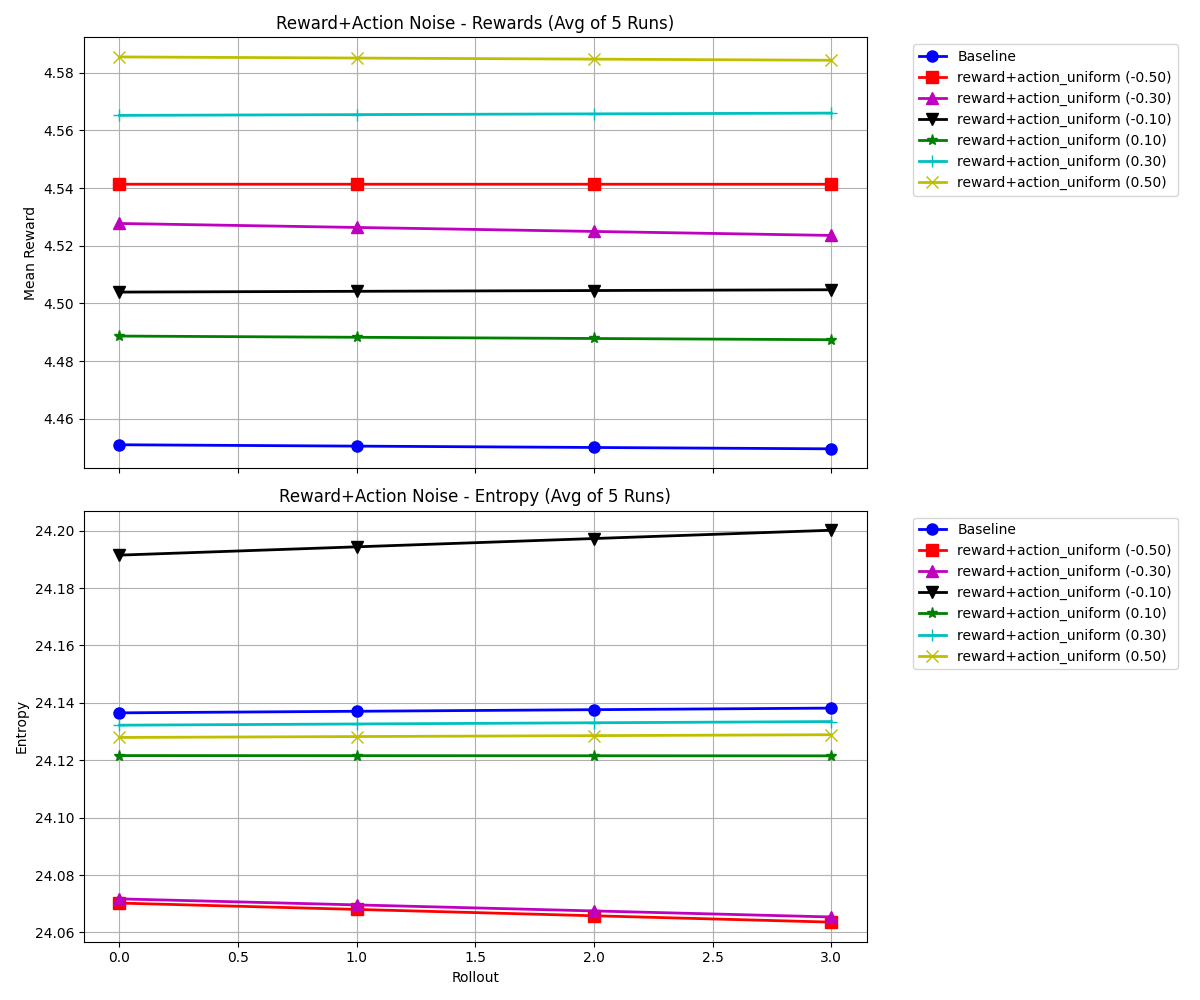 Reward+Action Noise - Rewards (Avg of 5 Runs)
4.58
4.56
4.54
4.52
4.50
4.48
4.46
Mean Reward
Baseline
reward+action_uniform (-0.50)
reward+action_uniform (-0.30)
reward+action_uniform (-0.10)
reward+action_uniform (0.10)
reward+action_uniform (0.30)
reward+action_uniform (0.50)
Reward+Action Noise - Entropy (Avg of 5 Runs)
24.20
24.18
24.16
24.14
24.12
24.10
24.08
24.06
Entropy
0.0 0.5 1.0 1.5 2.0 2.5 3.0
Rollout
Baseline
reward+action_uniform (-0.50)
reward+action_uniform (-0.30)
reward+action_uniform (-0.10)
reward+action_uniform (0.10)
reward+action_uniform (0.30)
reward+action_uniform (0.50)